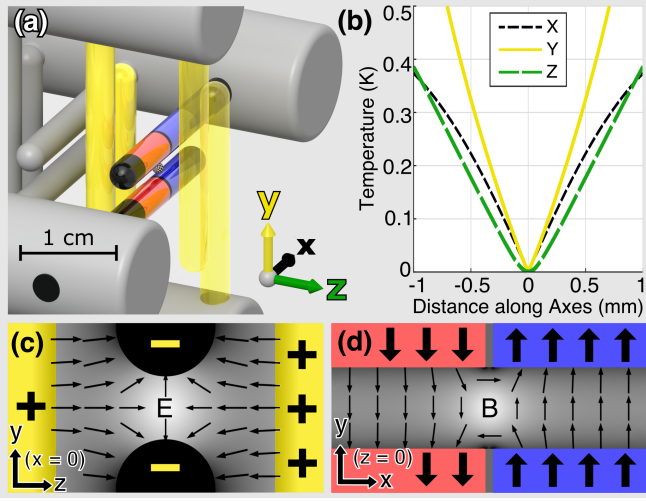 (a)
1 cm
y
x
z
(b)
Temperature (K)
0.5
0.4
0.3
0.2
0.1
0
X
Y
Z
-1 -0.5 0 0.5 1
Distance along Axes (mm)
(c)
+
+
+
+
−
E
−
y
(x = 0)
z
(d)
B
y
(z = 0)
x